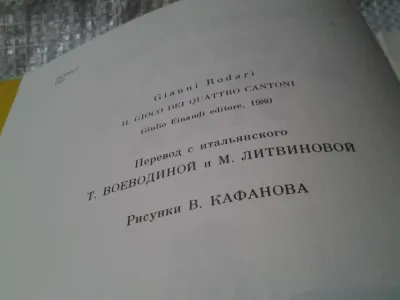 Gianni Rodari
IL GIOCO DEI QUATTRO CANTONI
Giulio Einaudi editore, 1980
Перевод с итальянского
Т. ВОЕВОДИНОЙ и М. ЛИТВИНОВОЙ
Рисунки В. КАФАНОВА